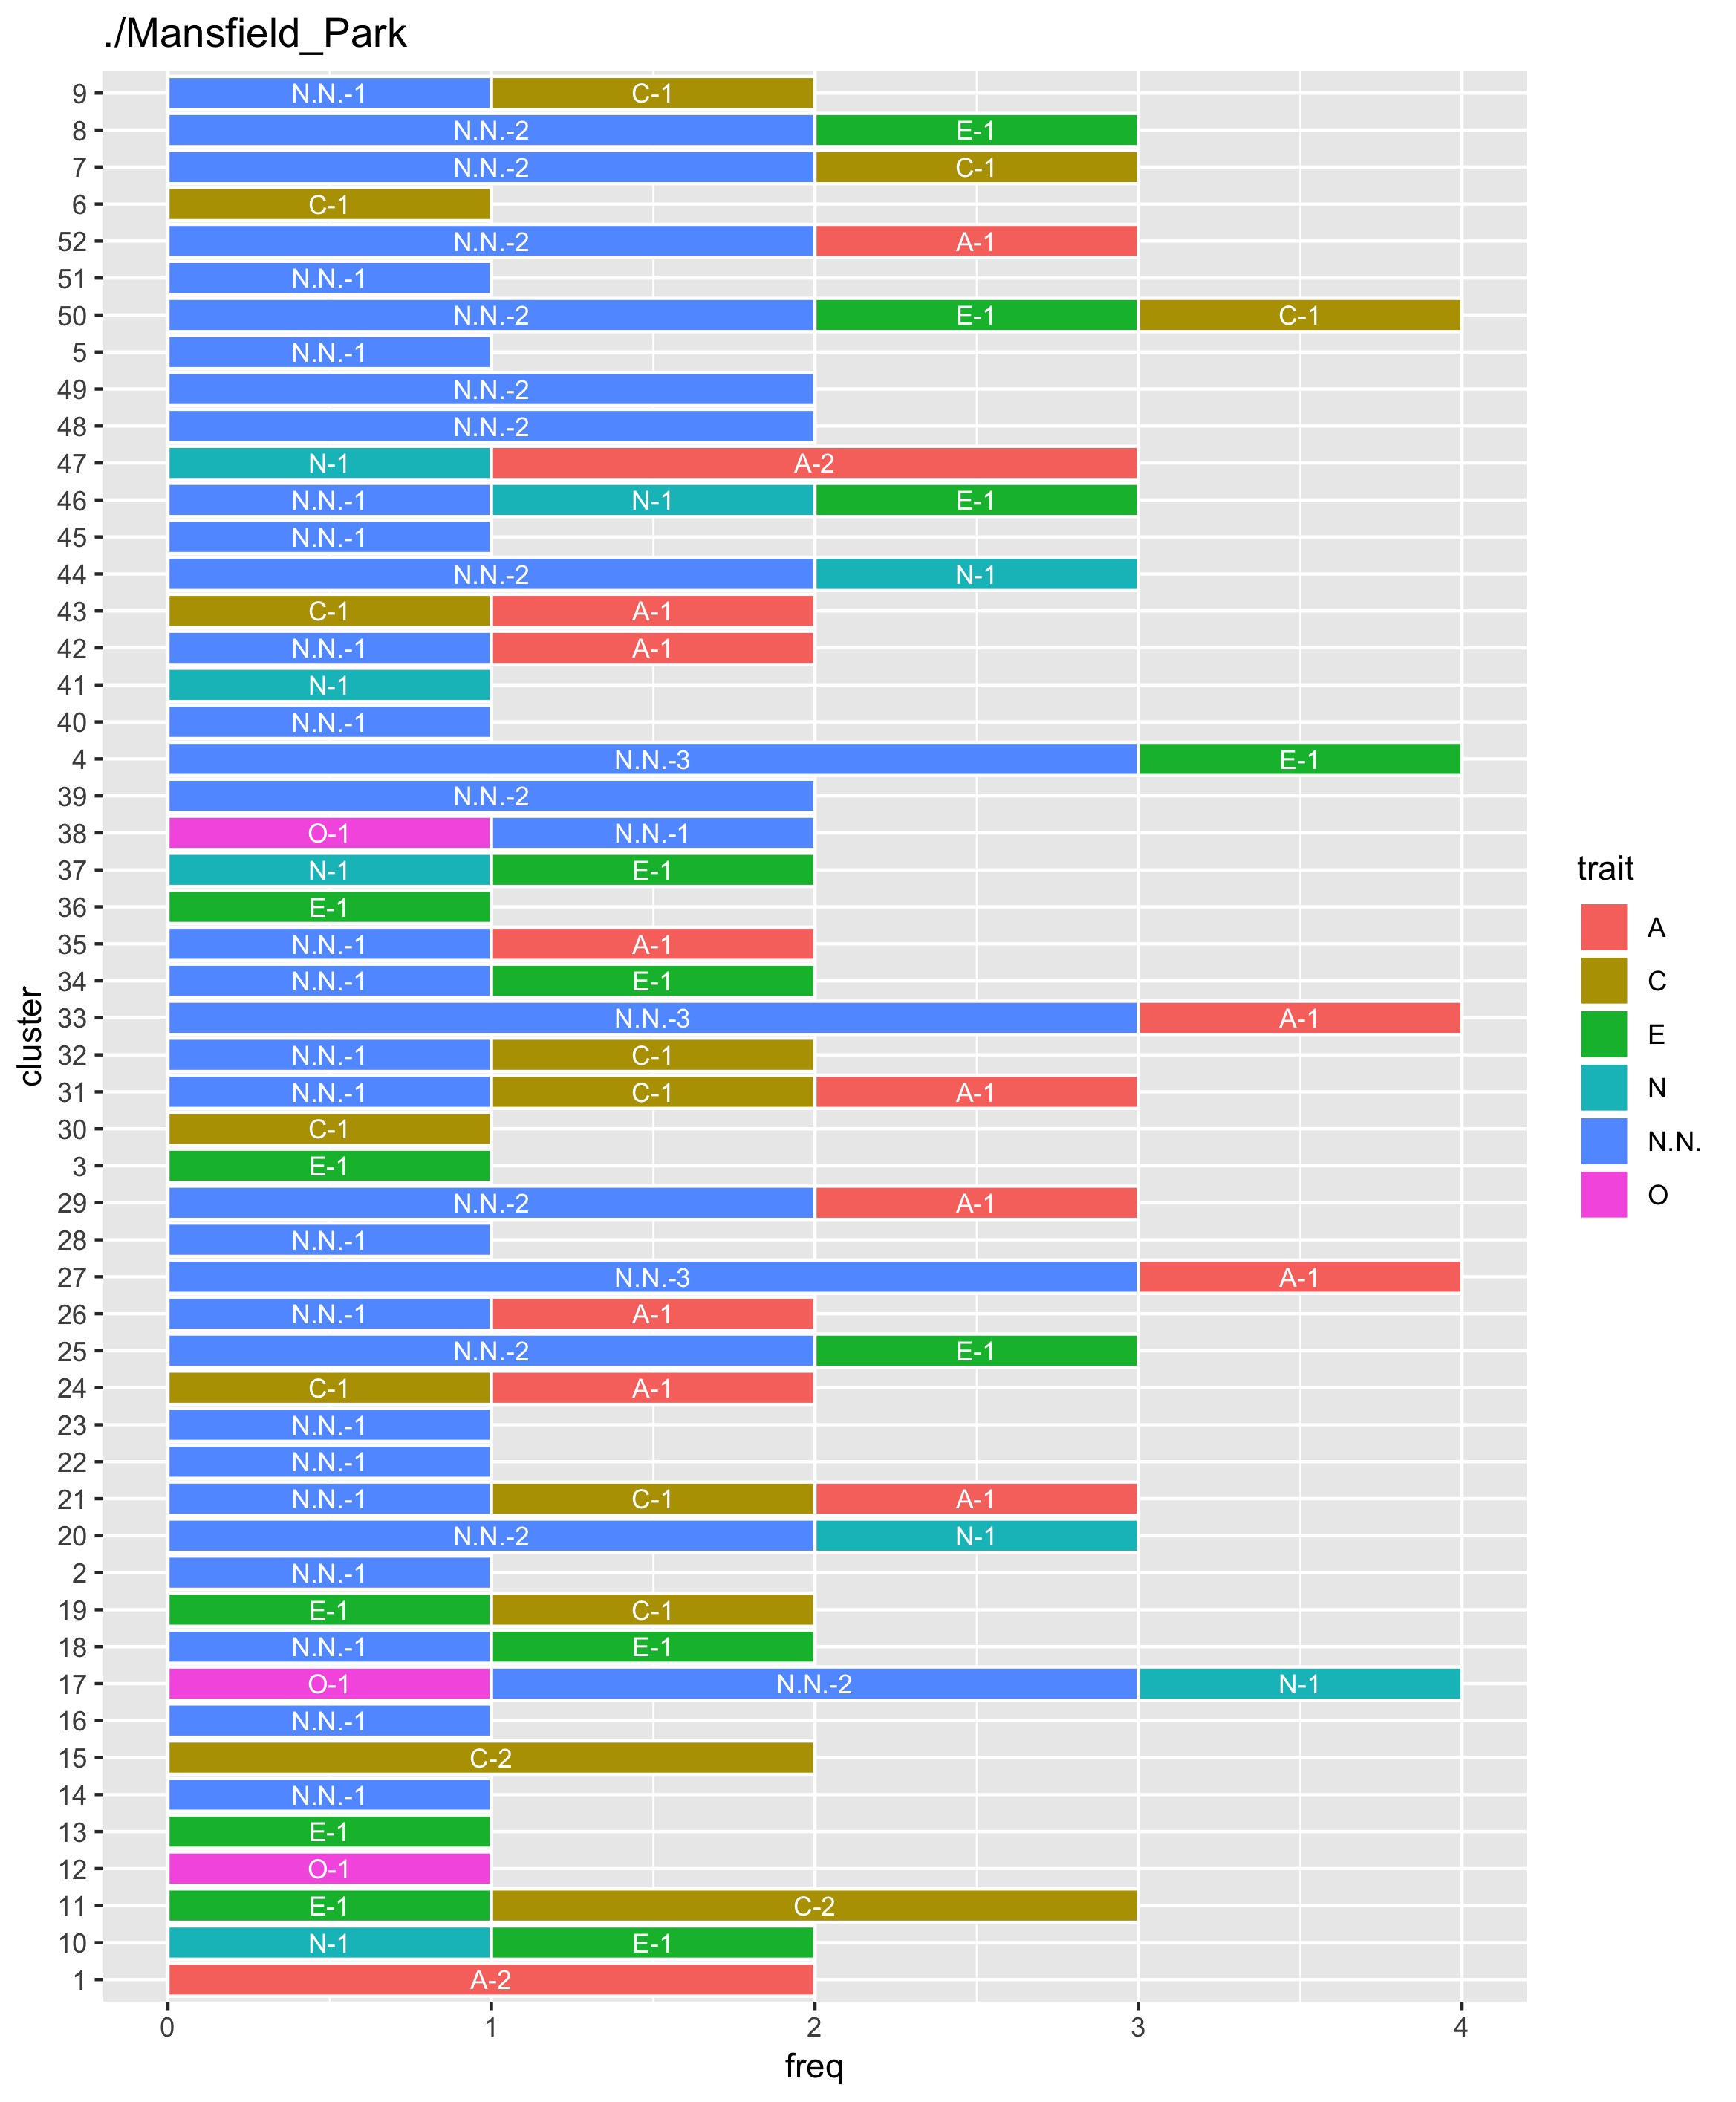 ./Mansfield_Park
9 N.N.-1 C-1
8 N.N.-2 E-1
7 N.N.-2 C-1
6 C-1
52 N.N.-2 A-1
51 N.N.-1
50 N.N.-2 E-1 C-1
5 N.N.-1
49 N.N.-2
48 N.N.-2
47 N-1 A-2
46 N.N.-1 N-1 E-1
45 N.N.-1
44 N.N.-2 N-1
43 C-1 A-1
42 N.N.-1 A-1
41 N-1
40 N.N.-1
4 N.N.-3 E-1
39 N.N.-2
38 O-1 N.N.-1
37 N-1 E-1
36 E-1
35 N.N.-1 A-1
34 N.N.-1 E-1
33 N.N.-3 A-1
32 N.N.-1 C-1
31 N.N.-1 C-1 A-1
30 C-1
3 E-1
29 N.N.-2 A-1
28 N.N.-1
27 N.N.-3 A-1
26 N.N.-1 A-1
25 N.N.-2 E-1
24 C-1 A-1
23 N.N.-1
22 N.N.-1
21 N.N.-1 C-1 A-1
20 N.N.-2 N-1
2 N.N.-1
19 E-1 C-1
18 N.N.-1 E-1
17 O-1 N.N.-2 N-1
16 N.N.-1
15 C-2
14 N.N.-1
13 E-1
12 O-1
11 E-1 C-2
10 N-1 E-1
1 A-2
0 1 2 3 4
freq
cluster
trait
A
C
E
N
N.N.
O